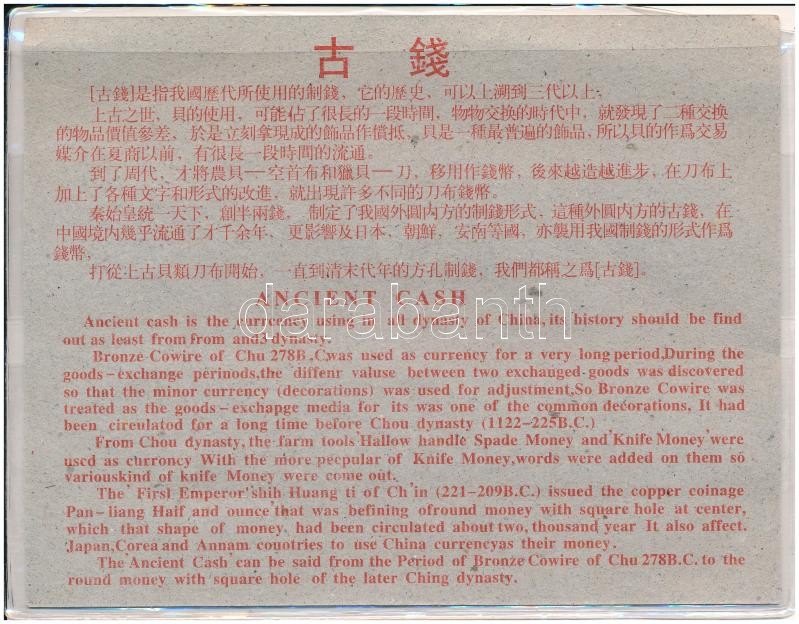 古 錢
[古錢]是指我國歷代所使用的制錢，它的歷史，可以上溯到三代以上，
上古之世，貝的使用，可能佔了很長的一段時間，物物交換的時代中，就發現了二種交換
的物品價值參差，於是立刻拿現成的飾品作償抵，貝是一種最普遍的飾品，所以貝的作爲交易
媒介在夏商以前，有很長一段時間的流通。
到了周代，才將農貝一空首布和獵貝一刀，移用作錢幣，後來越造越進步，在刀布上
加上了各種文字和形式的改進，就出現許多不同的刀布錢幣。
秦始皇統一天下，創半兩錢，制定了我國外圓内方的制錢形式，這種外圓内方的古錢，在
中國境内幾乎流通了才千余年，更影響及日本、朝鮮，安南等國，亦襲用我國制錢的形式作爲
錢幣，
打從上古貝類刀布開始，一直到清末代年的方孔制錢，我們都稱之爲[古錢]。
ANCIENT CASH
darabanth
Ancient cash is the currency using in all dynasty of China,its history should be find
out as least from from and3dynasty.
Bronze Cowire of Chu 278B.C,was used as currency for a very long period,During the
goods-exchange perinods,the diffenr valuse between two exchauged goods was discovered
so that the minor currency (decorations) was used for adjustment,So Bronze Cowire was
treated as the goods-exchapge media for its was one of the common decorations, It had
been circulated for a long time before Chou dynasty (1122-225B.C.)
From Chou dynasty,the farm tools Hallow handle Spade Money and Knife Money were
uscd as curroncy With the more pecpular of Knife Money,words were added on them so
variouskind of knife Money were come out.
The Firsl Emperor'shih Huang ti of Ch'in (221-209B.C.) issued the copper coinage
Pan-liang Haif and ounce that was befining ofround money with square hole at center,
which that shape of money had been circulated about two, thousand year It also affect.
Japan,Corea and Annam couotries to use China currencyas their money.
The Ancient Cash can be said from the Period of Bronze Cowire of Chu 278B.C. to the
round money with square hole of the later Ching dynasty.